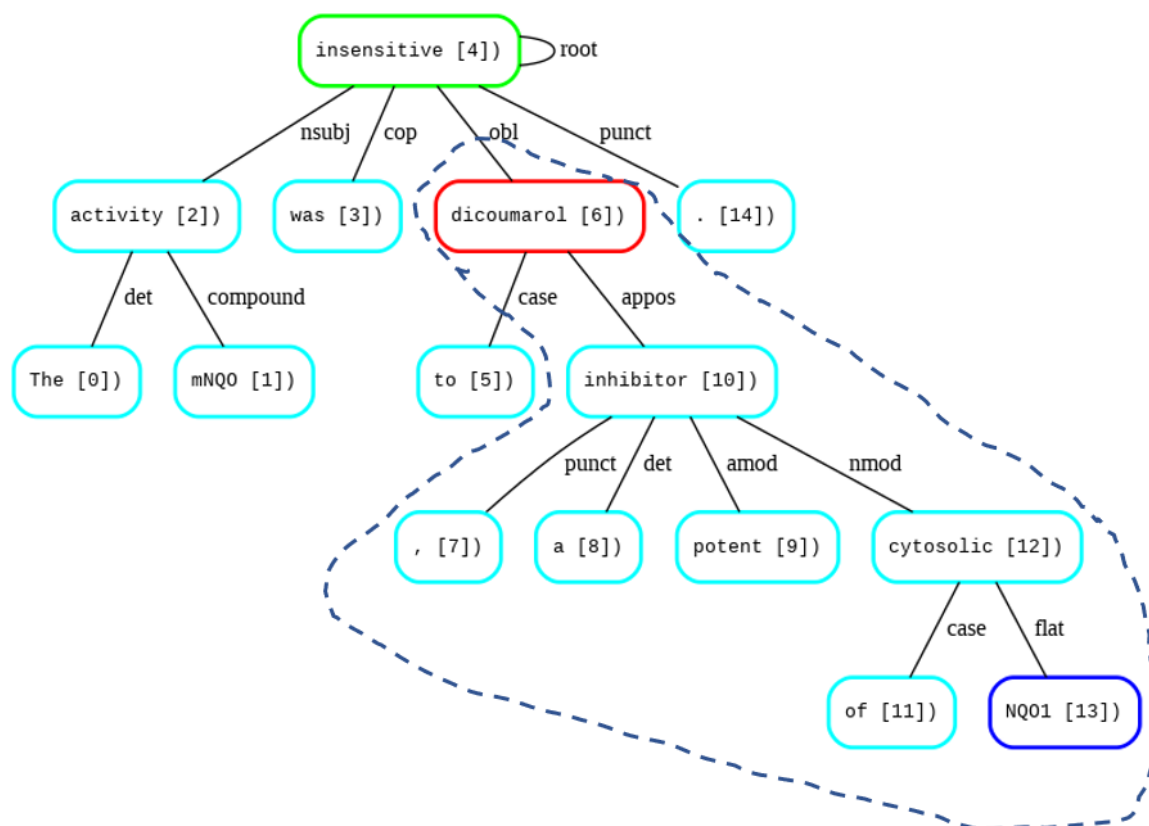 insensitive [4]) root
nsubj cop obl punct
activity [2]) was [3]) dicoumarol [6]) . [14])
det compound case appos
The [0]) mNQO [1]) to [5]) inhibitor [10])
punct det amod nmod
, [7]) a [8]) potent [9]) cytosolic [12])
case flat
of [11]) NQO1 [13])